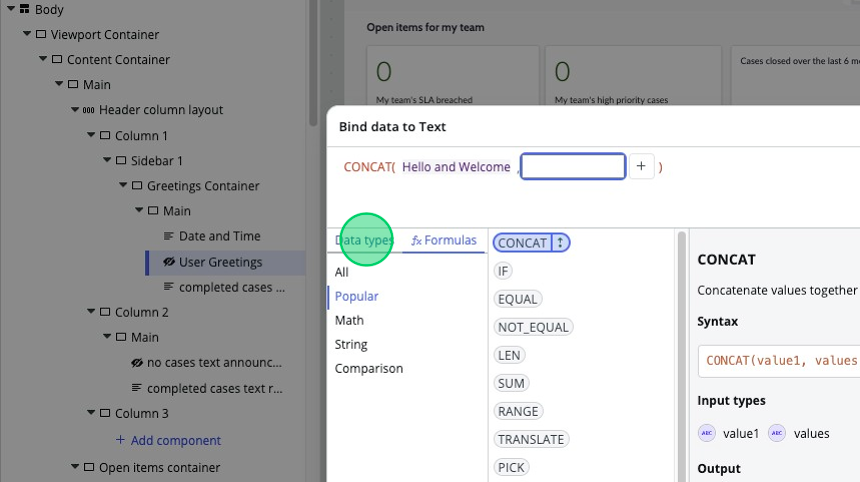 Body
Viewport Container
Content Container
Main
Header column layout
Column 1
Sidebar 1
Greetings Container
Main
Date and Time
User Greetings
completed cases ...
Column 2
Main
no cases text announc...
completed cases text r...
Column 3
+ Add component
Open items container
Open items for my team
0
My team's SLA breached
0
My team's high priority cases
Cases closed over the last 6 m
Bind data to Text
CONCAT( Hello and Welcome , + )
Data types
fx Formulas
All
Popular
Math
String
Comparison
CONCAT
IF
EQUAL
NOT_EQUAL
LEN
SUM
RANGE
TRANSLATE
PICK
CONCAT
Concatenate values together
Syntax
CONCAT(value1, values
Input types
ABC value1 ABC values
Output